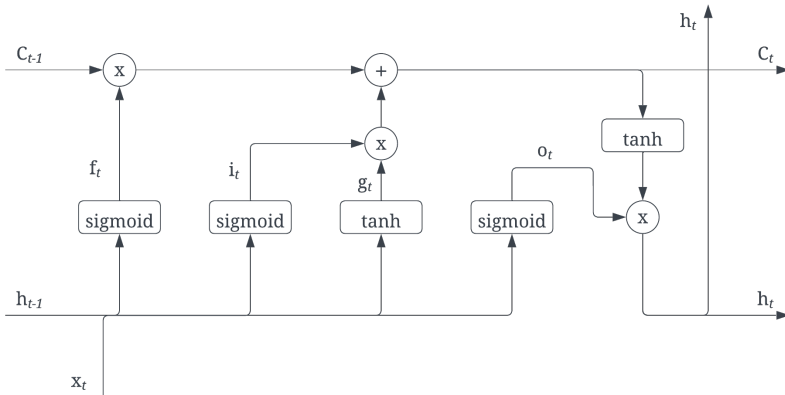 h_t
C_{t-1}
x
+
C_t
tanh
x
o_t
f_t
i_t
g_t
x
sigmoid
sigmoid
tanh
sigmoid
h_{t-1}
h_t
x_t